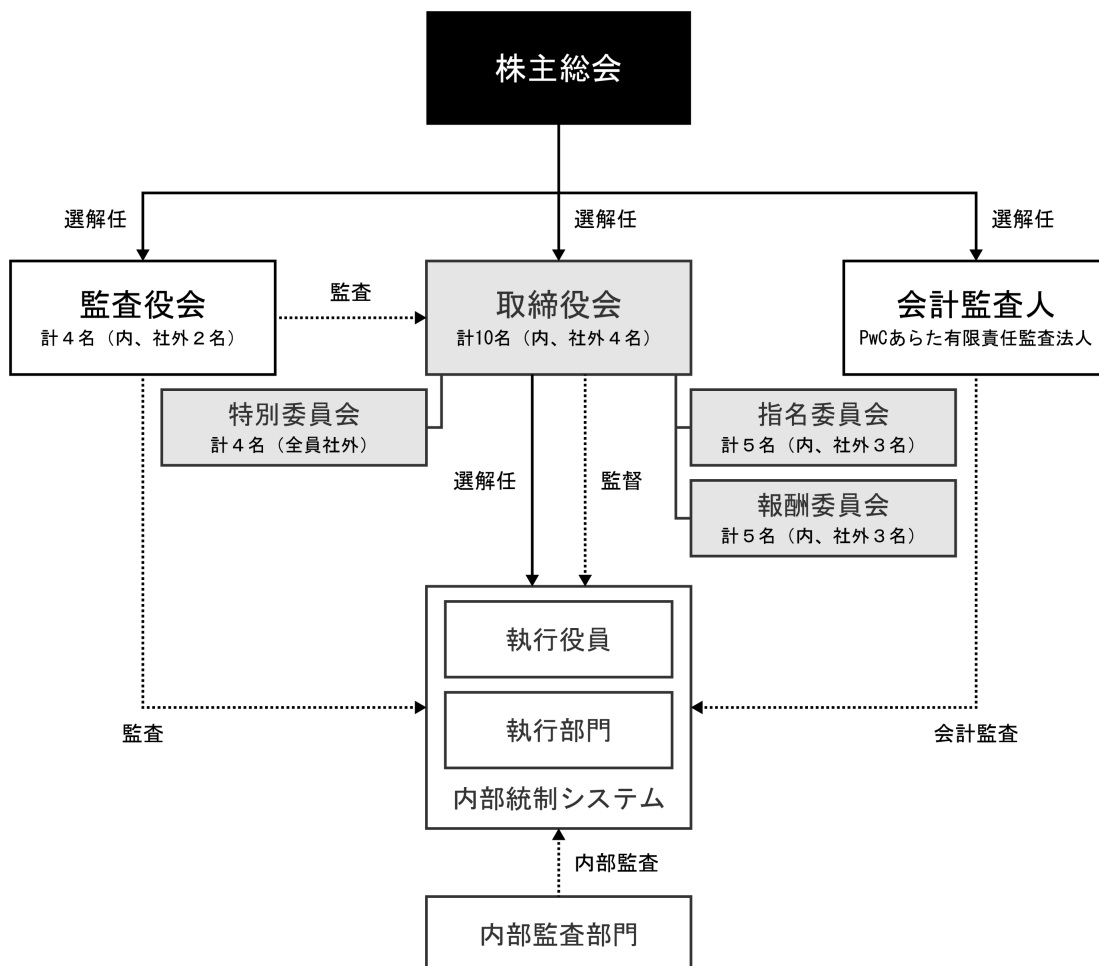 株主総会
選解任
選解任
選解任
監査役会
計４名（内、社外２名）
監査
取締役会
計10名（内、社外４名）
会計監査人
PwCあらた有限責任監査法人
特別委員会
計４名（全員社外）
指名委員会
計５名（内、社外３名）
選解任
監督
報酬委員会
計５名（内、社外３名）
執行役員
執行部門
監査
会計監査
内部統制システム
内部監査
内部監査部門